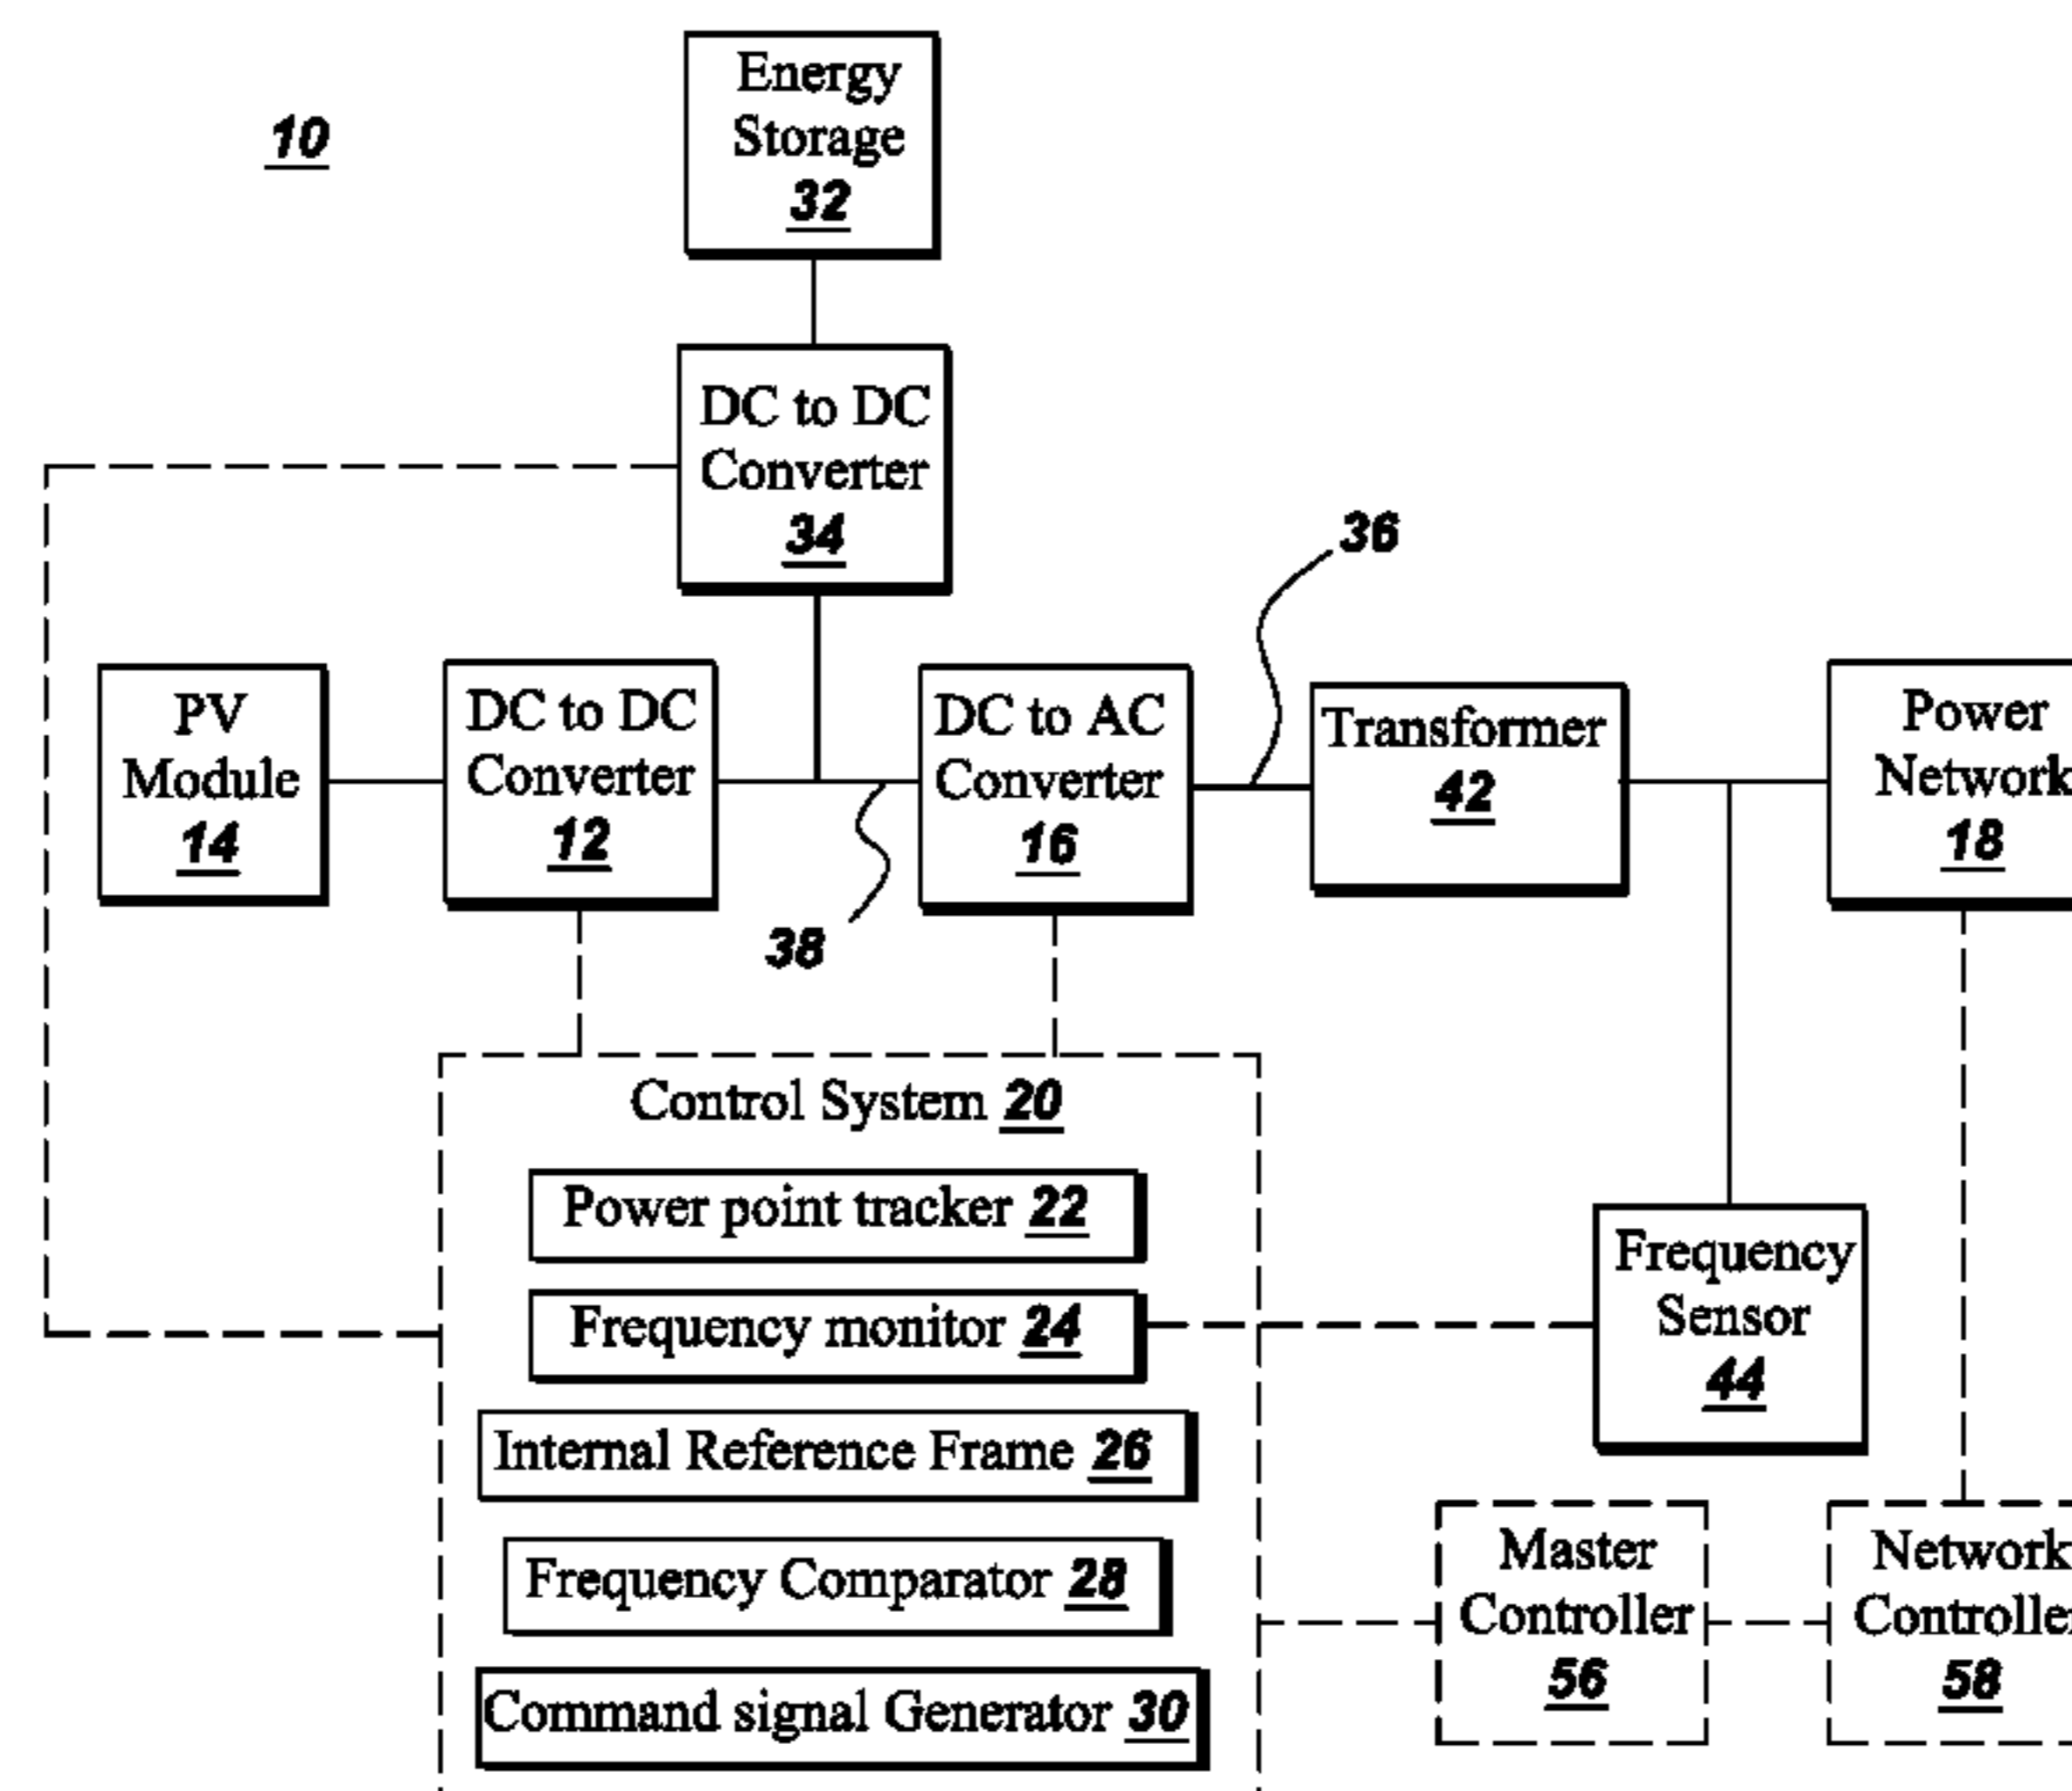 10
Energy
Storage
32
DC to DC
Converter
34
36
PV
Module
14
DC to DC
Converter
12
38
DC to AC
Converter
16
Transformer
42
Power
Network
18
Control System 20
Power point tracker 22
Frequency monitor 24
Internal Reference Frame 26
Frequency Comparator 28
Command signal Generator 30
Frequency
Sensor
44
Master
Controller
56
Network
Controller
58